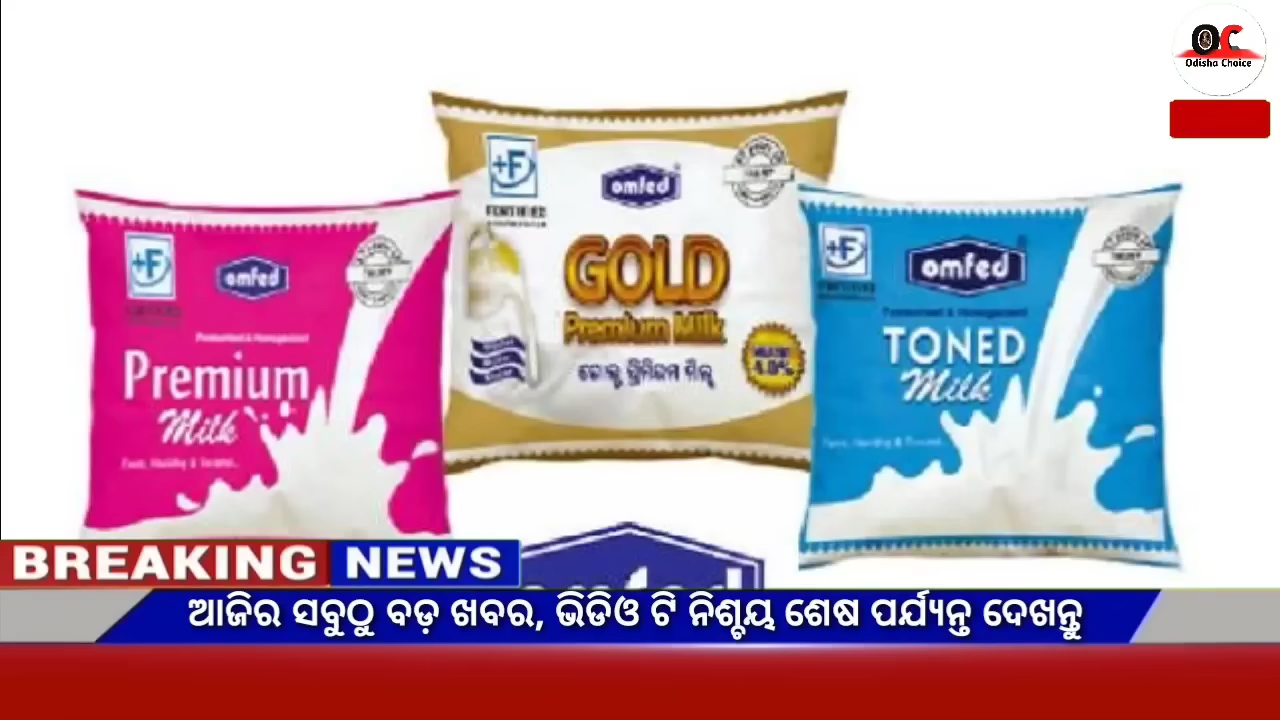 OC
Odisha Choice
+F
omfed
GOLD
Premium Milk
ଗୋଲ୍ଡ ପ୍ରିମିୟମ ମିଲ୍କ
+F
omfed
Premium
Milk
+F
omfed
TONED
Milk
BREAKING NEWS
ଆଜିର ସବୁଠୁ ବଡ଼ ଖବର, ଭିଡିଓ ଟି ନିଶ୍ଚୟ ଶେଷ ପର୍ଯ୍ୟନ୍ତ ଦେଖନ୍ତୁ